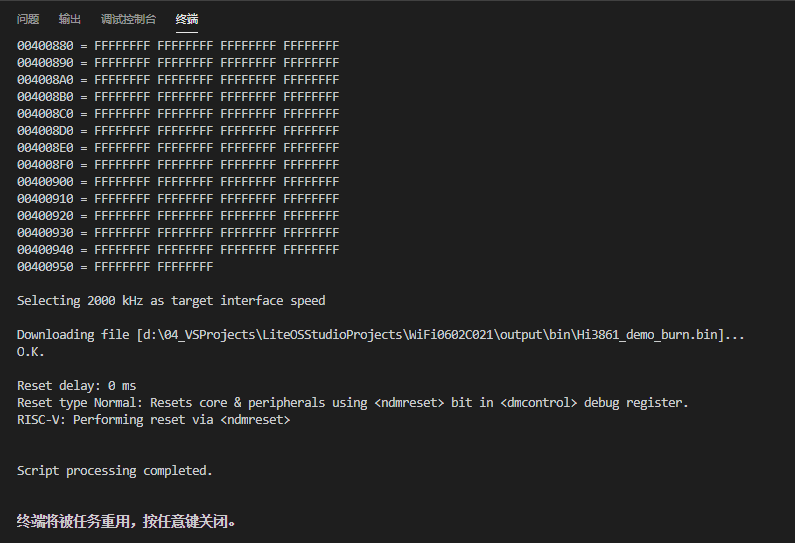 问题 输出 调试控制台 终端
00400880 = FFFFFFFF FFFFFFFF FFFFFFFF FFFFFFFF
00400890 = FFFFFFFF FFFFFFFF FFFFFFFF FFFFFFFF
004008A0 = FFFFFFFF FFFFFFFF FFFFFFFF FFFFFFFF
004008B0 = FFFFFFFF FFFFFFFF FFFFFFFF FFFFFFFF
004008C0 = FFFFFFFF FFFFFFFF FFFFFFFF FFFFFFFF
004008D0 = FFFFFFFF FFFFFFFF FFFFFFFF FFFFFFFF
004008E0 = FFFFFFFF FFFFFFFF FFFFFFFF FFFFFFFF
004008F0 = FFFFFFFF FFFFFFFF FFFFFFFF FFFFFFFF
00400900 = FFFFFFFF FFFFFFFF FFFFFFFF FFFFFFFF
00400910 = FFFFFFFF FFFFFFFF FFFFFFFF FFFFFFFF
00400920 = FFFFFFFF FFFFFFFF FFFFFFFF FFFFFFFF
00400930 = FFFFFFFF FFFFFFFF FFFFFFFF FFFFFFFF
00400940 = FFFFFFFF FFFFFFFF FFFFFFFF FFFFFFFF
00400950 = FFFFFFFF FFFFFFFF
Selecting 2000 kHz as target interface speed
Downloading file [d:\04_VSProjects\LiteOSStudioProjects\WiFi0602C021\output\bin\Hi3861_demo_burn.bin]...
O.K.
Reset delay: 0 ms
Reset type Normal: Resets core & peripherals using <ndmreset> bit in <dmcontrol> debug register.
RISC-V: Performing reset via <ndmreset>
Script processing completed.
终端将被任务重用，按任意键关闭。